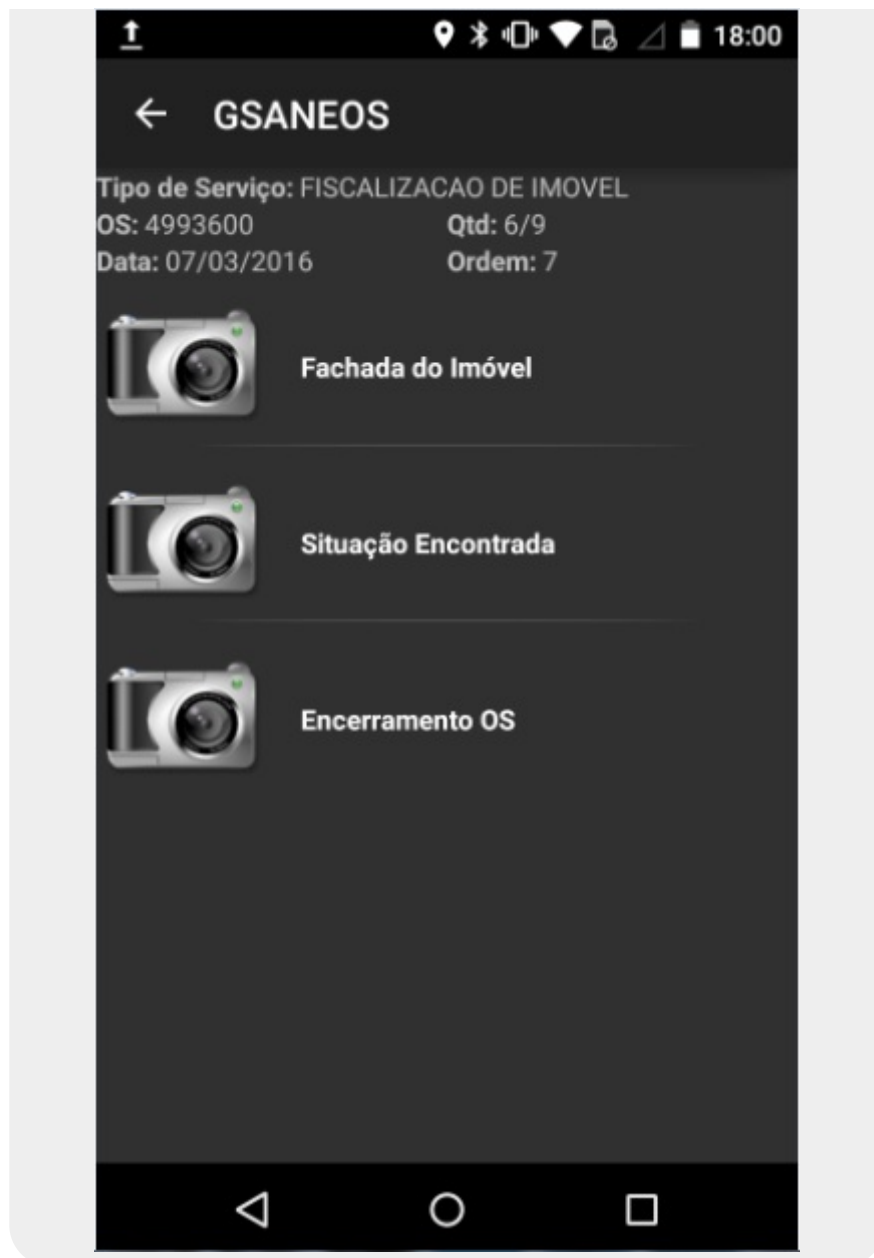 18:00
GSANEOS
Tipo de Serviço: FISCALIZACAO DE IMOVEL
OS: 4993600 Qtd: 6/9
Data: 07/03/2016 Ordem: 7
Fachada do Imóvel
Situação Encontrada
Encerramento OS